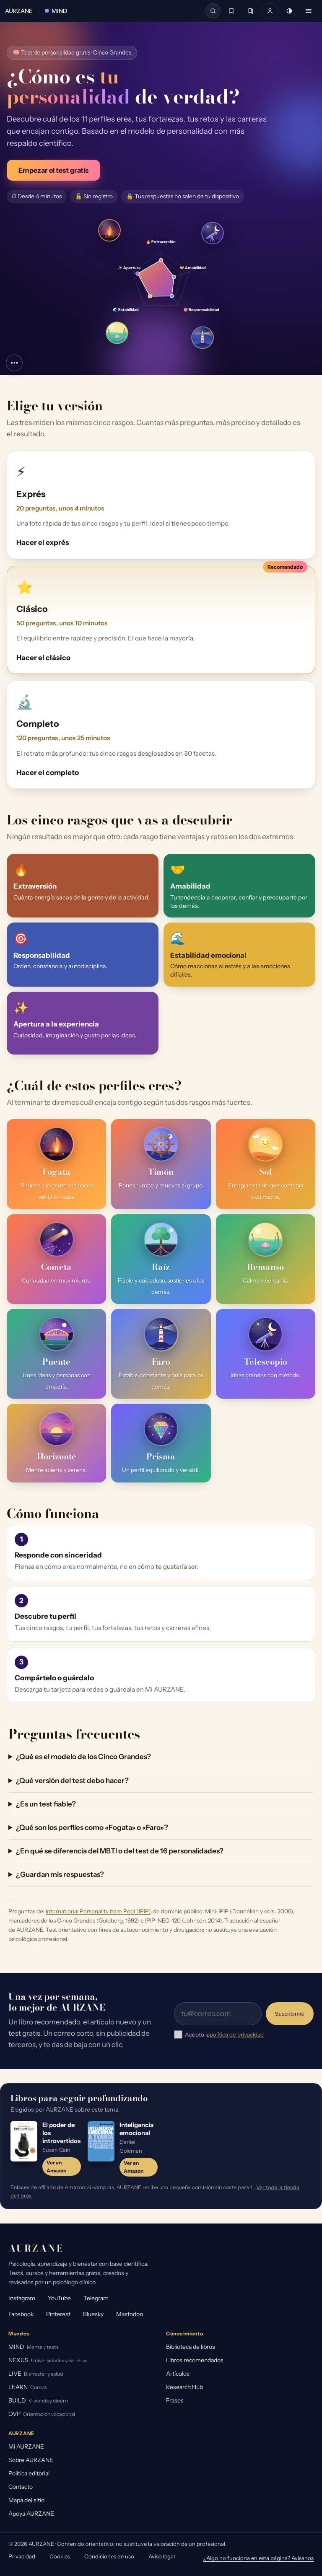 AURZANE
MIND
🧠 Test de personalidad gratis · Cinco Grandes
¿Cómo es tu
personalidad de verdad?
Descubre cuál de los 11 perfiles eres, tus fortalezas, tus retos y las carreras
que encajan contigo. Basado en el modelo de personalidad con más
respaldo científico.
Empezar el test gratis
⏱ Desde 4 minutos
🔓 Sin registro
🔒 Tus respuestas no salen de tu dispositivo
🔥 Extraversión
✨ Apertura
🤝 Amabilidad
🌊 Estabilidad
🎯 Responsabilidad
Elige tu versión
Las tres miden los mismos cinco rasgos. Cuantas más preguntas, más preciso y detallado es
el resultado.
Exprés
20 preguntas, unos 4 minutos
Una foto rápida de tus cinco rasgos y tu perfil. Ideal si tienes poco tiempo.
Hacer el exprés
Recomendado
Clásico
50 preguntas, unos 10 minutos
El equilibrio entre rapidez y precisión. El que hace la mayoría.
Hacer el clásico
Completo
120 preguntas, unos 25 minutos
El retrato más profundo: tus cinco rasgos desglosados en 30 facetas.
Hacer el completo
Los cinco rasgos que vas a descubrir
Ningún resultado es mejor que otro: cada rasgo tiene ventajas y retos en los dos extremos.
Extraversión
Cuánta energía sacas de la gente y de la actividad.
Amabilidad
Tu tendencia a cooperar, confiar y preocuparte por
los demás.
Responsabilidad
Orden, constancia y autodisciplina.
Estabilidad emocional
Cómo reaccionas al estrés y a las emociones
difíciles.
Apertura a la experiencia
Curiosidad, imaginación y gusto por las ideas.
¿Cuál de estos perfiles eres?
Al terminar te diremos cuál encaja contigo según tus dos rasgos más fuertes.
Fogata
Reúnes a la gente y la haces
sentir en casa.
Timón
Pones rumbo y mueves al grupo.
Sol
Energía estable que contagia
optimismo.
Cometa
Curiosidad en movimiento.
Raíz
Fiable y cuidadoso, sostienes a los
demás.
Remanso
Calma y cercanía.
Puente
Unes ideas y personas con
empatía.
Faro
Estable, constante y guía para los
demás.
Telescopio
Ideas grandes con método.
Horizonte
Mente abierta y serena.
Prisma
Un perfil equilibrado y versátil.
Cómo funciona
1
Responde con sinceridad
Piensa en cómo eres normalmente, no en cómo te gustaría ser.
2
Descubre tu perfil
Tus cinco rasgos, tu perfil, tus fortalezas, tus retos y carreras afines.
3
Compártelo o guárdalo
Descarga tu tarjeta para redes o guárdala en Mi AURZANE.
Preguntas frecuentes
¿Qué es el modelo de los Cinco Grandes?
¿Qué versión del test debo hacer?
¿Es un test fiable?
¿Qué son los perfiles como «Fogata» o «Faro»?
¿En qué se diferencia del MBTI o del test de 16 personalidades?
¿Guardan mis respuestas?
Preguntas del International Personality Item Pool (IPIP), de dominio público: Mini-IPIP (Donnellan y cols., 2006),
marcadores de los Cinco Grandes (Goldberg, 1992) e IPIP-NEO-120 (Johnson, 2014). Traducción al español
de AURZANE. Test orientativo con fines de autoconocimiento y divulgación; no sustituye una evaluación
psicológica profesional.
Una vez por semana,
lo mejor de AURZANE
Un libro recomendado, el artículo nuevo y un
test gratis. Un correo corto, sin publicidad de
terceros, y te das de baja con un clic.
tu@correo.com
Suscribirme
Acepto la política de privacidad
Libros para seguir profundizando
Elegidos por AURZANE sobre este tema.
El poder de
los
introvertidos
Susan Cain
Ver en
Amazon
Inteligencia
emocional
Daniel
Goleman
Ver en
Amazon
Enlaces de afiliado de Amazon: si compras, AURZANE recibe una pequeña comisión sin coste para ti. Ver toda la tienda
de libros
AURZANE
Psicología, aprendizaje y bienestar con base científica.
Tests, cursos y herramientas gratis, creados y
revisados por un psicólogo clínico.
Instagram
YouTube
Telegram
Facebook
Pinterest
Bluesky
Mastodon
Mundos
MIND Mente y tests
NEXUS Universidades y carreras
LIVE Bienestar y salud
LEARN Cursos
BUILD Vivienda y dinero
OVP Orientación vocacional
Conocimiento
Biblioteca de libros
Libros recomendados
Artículos
Research Hub
Frases
AURZANE
Mi AURZANE
Sobre AURZANE
Política editorial
Contacto
Mapa del sitio
Apoya AURZANE
© 2026 AURZANE · Contenido orientativo: no sustituye la valoración de un profesional.
Privacidad
Cookies
Condiciones de uso
Aviso legal
¿Algo no funciona en esta página? Avísanos